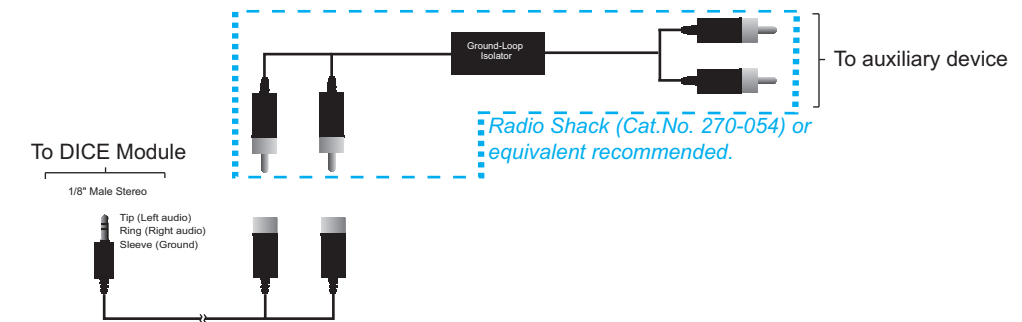 Ground-Loop
Isolator
To auxiliary device
Radio Shack (Cat.No. 270-054) or
equivalent recommended.
To DICE Module
1/8" Male Stereo
Tip (Left audio)
Ring (Right audio)
Sleeve (Ground)